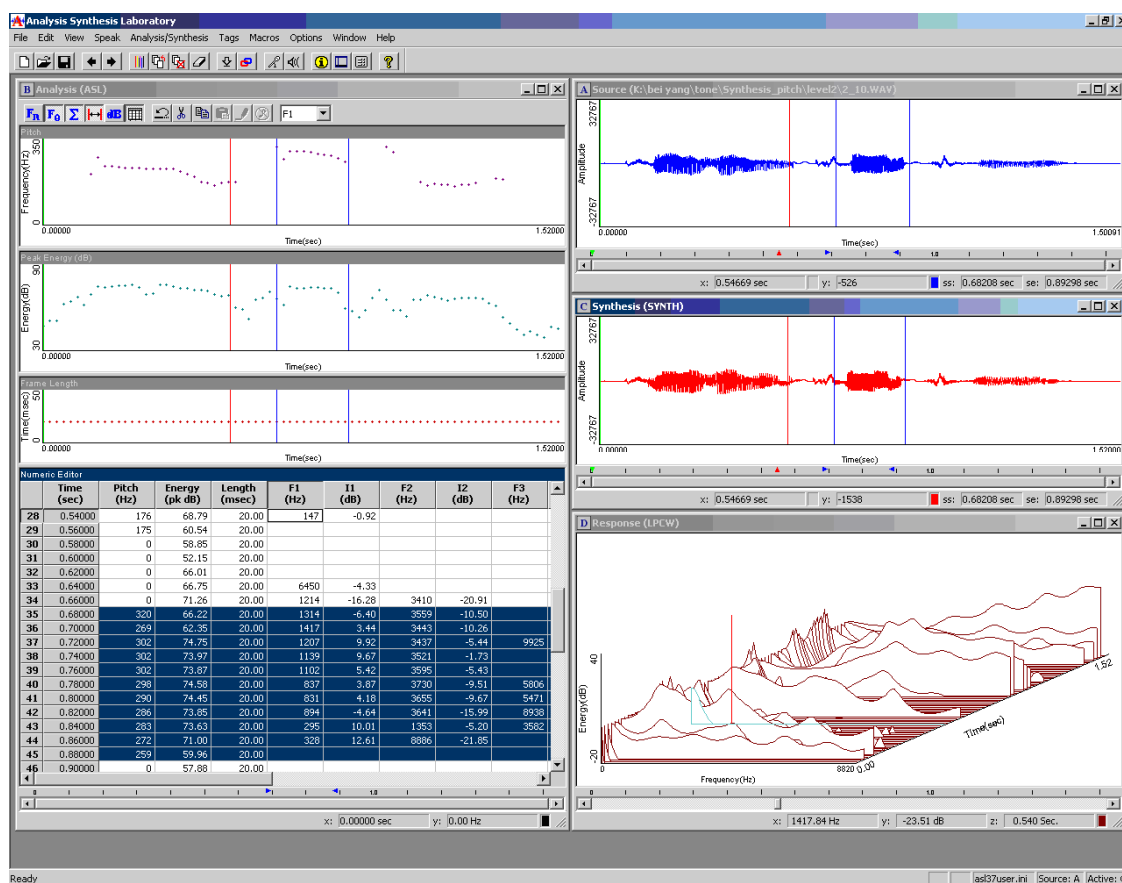 Analysis Synthesis Laboratory
File Edit View Speak Analysis/Synthesis Tags Macros Options Window Help
B Analysis (ASL)
FR F0 Σ dB F1
Pitch
Frequency(Hz)
350
0
0.00000 1.52000
Time(sec)
Peak Energy (dB)
Energy(dB)
90
30
0.00000 1.52000
Time(sec)
Frame Length
Time(msec)
50
0
0.00000 1.52000
Time(sec)
Numeric Editor
Time (sec) Pitch (Hz) Energy (pk dB) Length (msec) F1 (Hz) I1 (dB) F2 (Hz) I2 (dB) F3 (Hz)
28 0.54000 176 68.79 20.00 147 -0.92
29 0.56000 175 60.54 20.00
30 0.58000 0 58.85 20.00
31 0.60000 0 52.15 20.00
32 0.62000 0 66.01 20.00
33 0.64000 0 66.75 20.00 6450 -4.33
34 0.66000 0 71.26 20.00 1214 -16.28 3410 -20.91
35 0.68000 320 66.22 20.00 1314 -6.40 3559 -10.50
36 0.70000 269 62.35 20.00 1417 3.44 3443 -10.26
37 0.72000 302 74.75 20.00 1207 9.92 3437 -5.44 9925
38 0.74000 302 73.97 20.00 1139 9.67 3521 -1.73
39 0.76000 302 73.87 20.00 1102 5.42 3595 -5.43
40 0.78000 298 74.58 20.00 837 3.87 3730 -9.51 5806
41 0.80000 290 74.45 20.00 831 4.18 3655 -9.67 5471
42 0.82000 286 73.85 20.00 894 -4.64 3641 -15.99 8938
43 0.84000 283 73.63 20.00 295 10.01 1353 -5.20 3582
44 0.86000 272 71.00 20.00 328 12.61 8886 -21.85
45 0.88000 259 59.96 20.00
46 0.90000 0 57.88 20.00
0 1.0
x: 0.00000 sec y: 0.00 Hz
A Source (K:\bei yang\tone\Synthesis_pitch\level2\2_10.WAV)
Amplitude
32767
-32767
0.00000 1.50091
Time(sec)
1.0
x: 0.54669 sec y: -526 ss: 0.68208 sec se: 0.89298 sec
C Synthesis (SYNTH)
Amplitude
32767
-32767
0.00000 1.52000
Time(sec)
1.0
x: 0.54669 sec y: -1538 ss: 0.68208 sec se: 0.89298 sec
D Response (LPCW)
40
Energy(dB)
-20
0
Frequency(Hz)
8820
0.00
Time(sec)
1.52
0 1.0
x: 1417.84 Hz y: -23.51 dB z: 0.540 Sec.
Ready asl37user.ini Source: A Active: